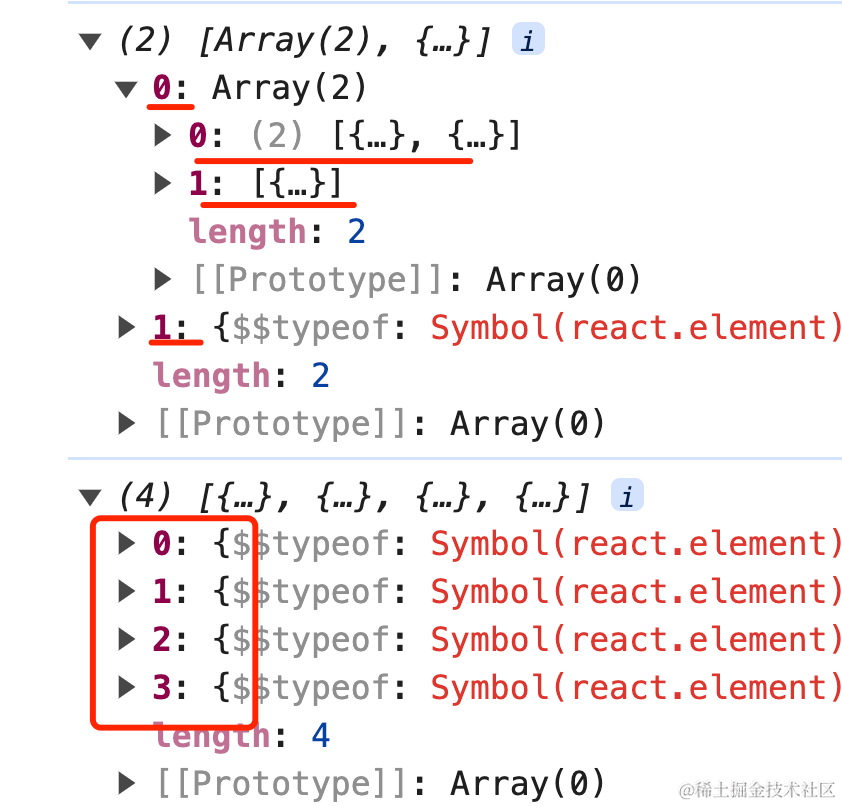 ▼ (2) [Array(2), {…}] i
▼ 0: Array(2)
▶ 0: (2) [{…}, {…}]
▶ 1: [{…}]
length: 2
▶ [[Prototype]]: Array(0)
▶ 1: {$$typeof: Symbol(react.element)
length: 2
▶ [[Prototype]]: Array(0)
▼ (4) [{…}, {…}, {…}, {…}] i
▶ 0: {$$typeof: Symbol(react.element)
▶ 1: {$$typeof: Symbol(react.element)
▶ 2: {$$typeof: Symbol(react.element)
▶ 3: {$$typeof: Symbol(react.element)
length: 4
▶ [[Prototype]]: Array(0)
@稀土掘金技术社区